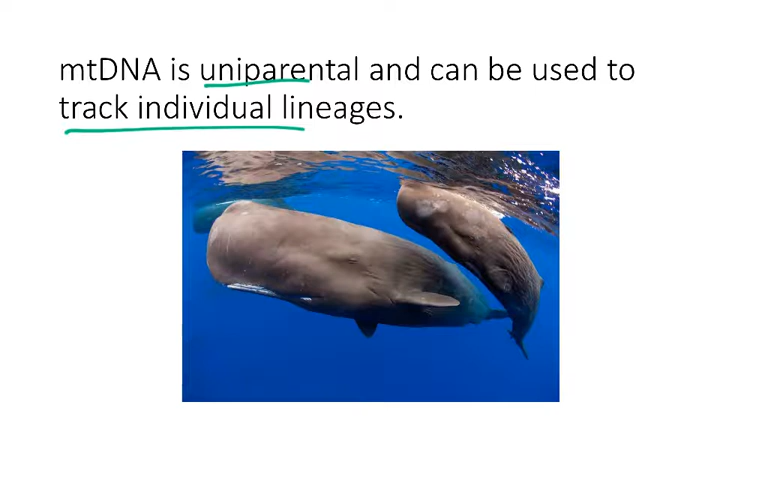 mtDNA is uniparental and can be used to
track individual lineages.